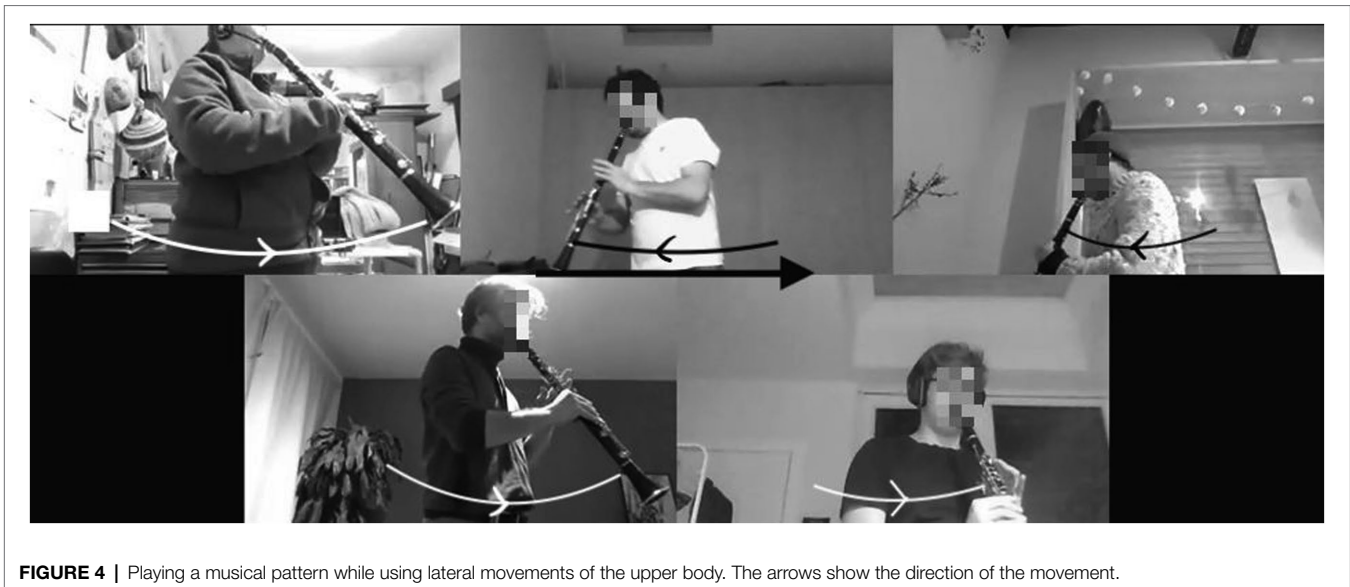 FIGURE 4 | Playing a musical pattern while using lateral movements of the upper body. The arrows show the direction of the movement.